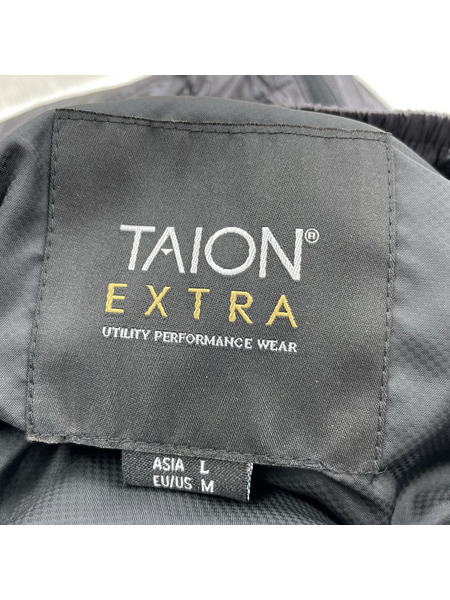 TAION®
EXTRA
UTILITY PERFORMANCE WEAR
ASIA L
EU/US M